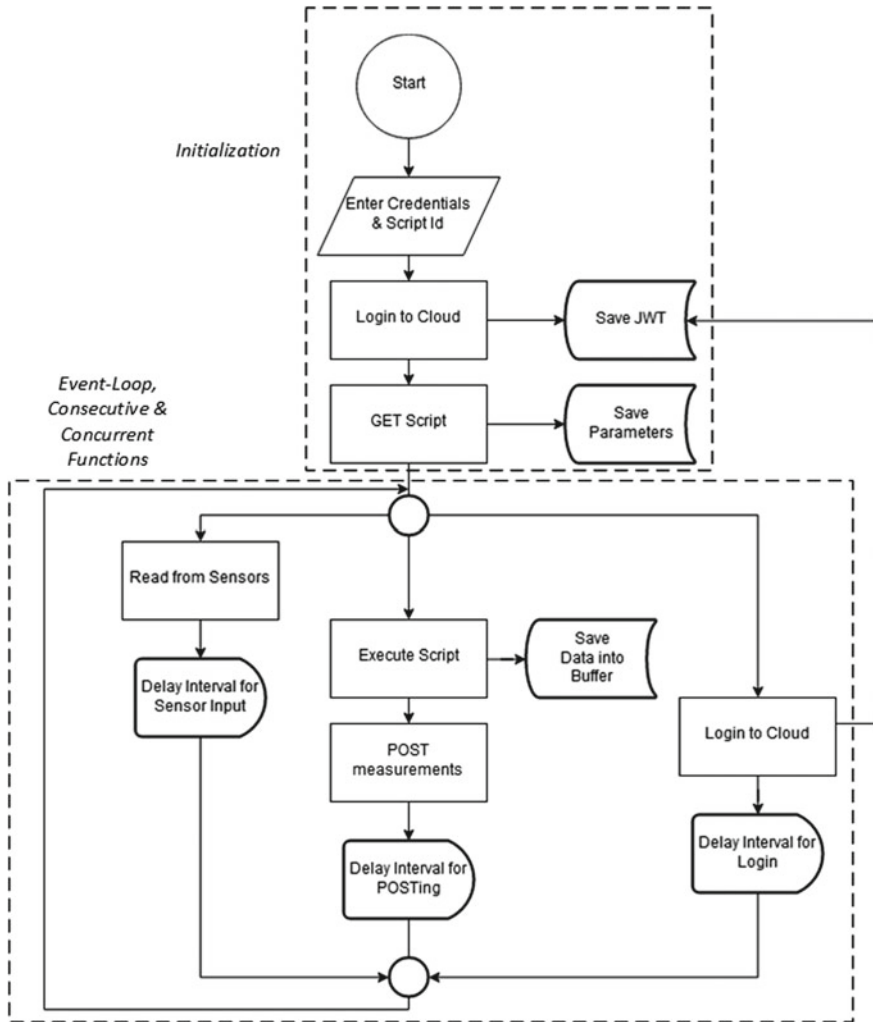 Start
Initialization
Enter Credentials
& Script Id
Login to Cloud
Save JWT
Event-Loop,
Consecutive &
Concurrent
Functions
GET Script
Save
Parameters
Read from Sensors
Execute Script
Save
Data into
Buffer
Delay Interval for
Sensor Input
Login to Cloud
POST
measurements
Delay Interval for
POSTing
Delay Interval for
Login